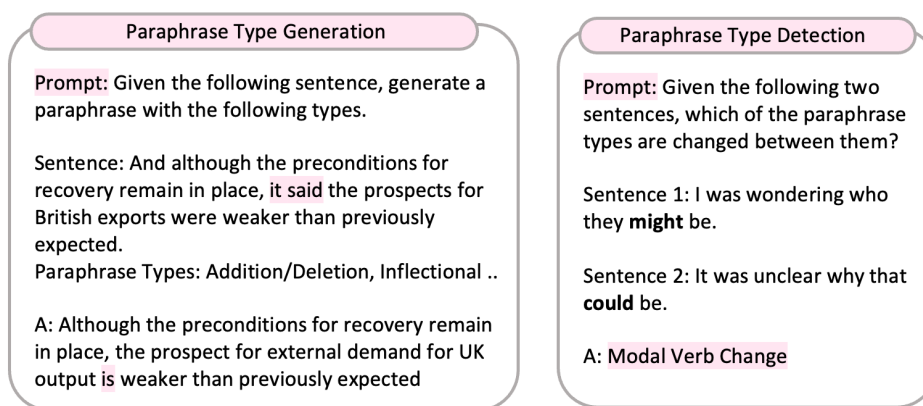 Paraphrase Type Generation
Prompt: Given the following sentence, generate a
paraphrase with the following types.
Sentence: And although the preconditions for
recovery remain in place, it said the prospects for
British exports were weaker than previously
expected.
Paraphrase Types: Addition/Deletion, Inflectional ..
A: Although the preconditions for recovery remain
in place, the prospect for external demand for UK
output is weaker than previously expected
Paraphrase Type Detection
Prompt: Given the following two
sentences, which of the paraphrase
types are changed between them?
Sentence 1: I was wondering who
they might be.
Sentence 2: It was unclear why that
could be.
A: Modal Verb Change